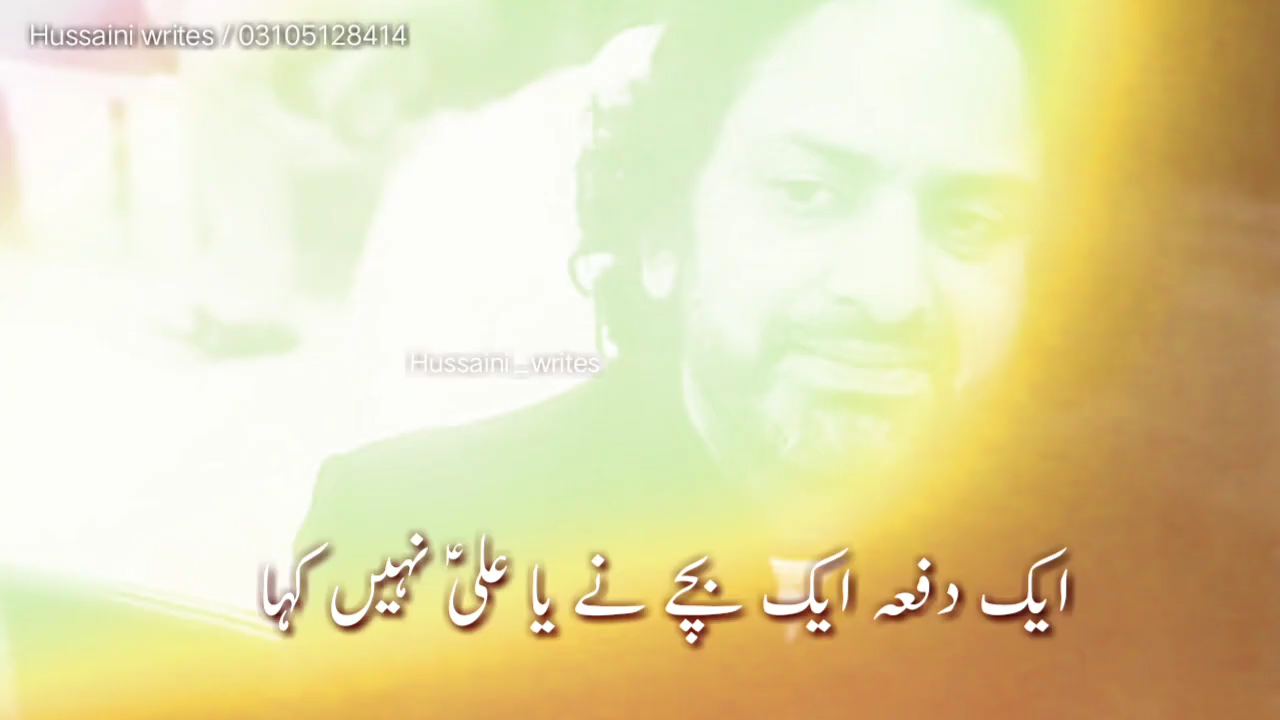 Hussaini writes / 03105128414
Hussaini_writes
ایک دفعہ ایک بچے نے یا علیؑ نہیں کہا